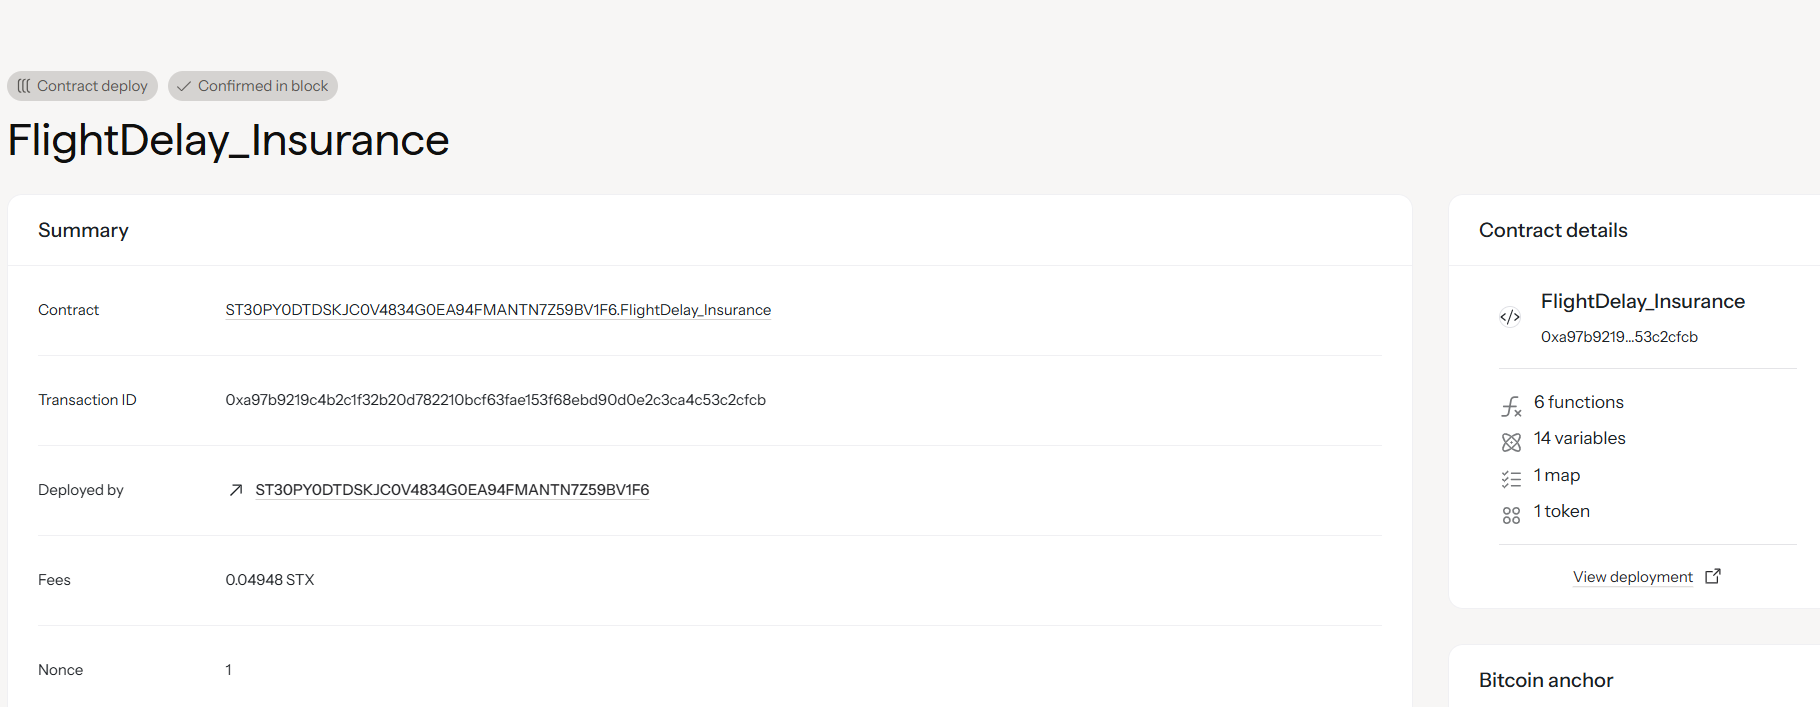 Contract deploy
Confirmed in block
FlightDelay_Insurance
Summary
Contract
ST30PY0DTDSKJC0V4834G0EA94FMANTN7Z59BV1F6.FlightDelay_Insurance
Transaction ID
0xa97b9219c4b2c1f32b20d782210bcf63fae153f68ebd90d0e2c3ca4c53c2cfcb
Deployed by
ST30PY0DTDSKJC0V4834G0EA94FMANTN7Z59BV1F6
Fees
0.04948 STX
Nonce
1
Contract details
FlightDelay_Insurance
0xa97b9219...53c2cfcb
6 functions
14 variables
1 map
1 token
View deployment
Bitcoin anchor